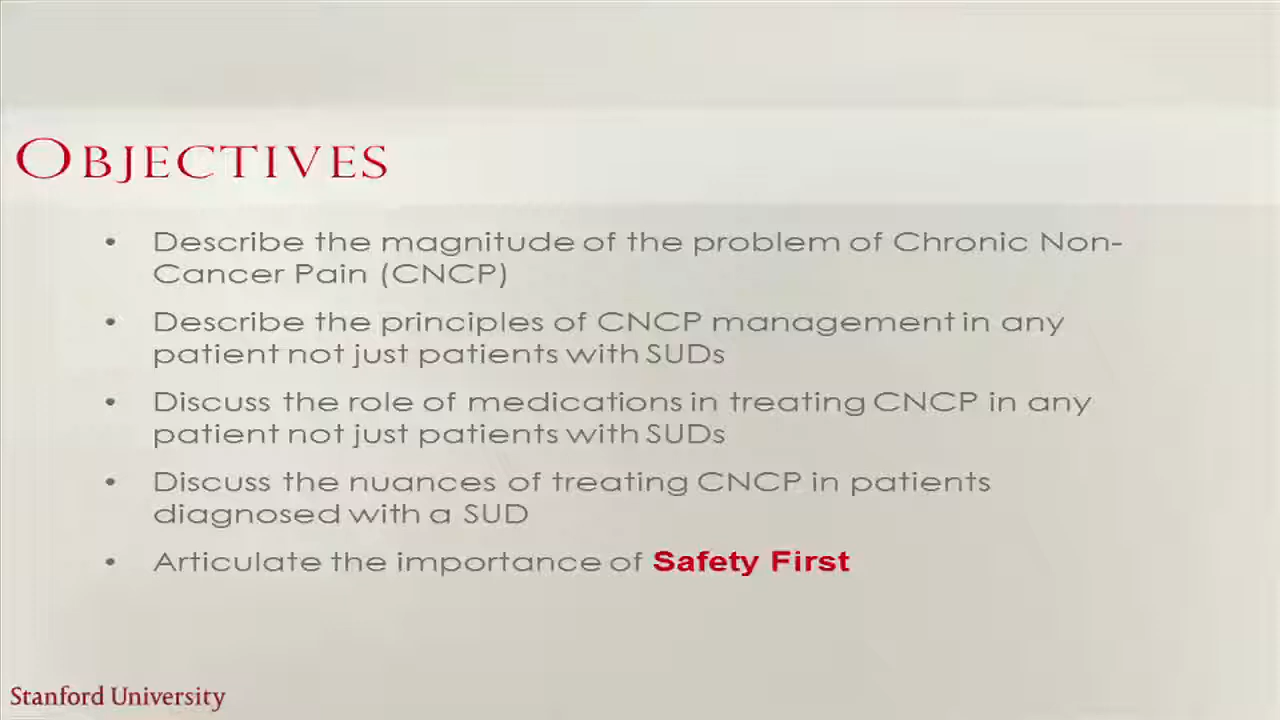 OBJECTIVES
• Describe the magnitude of the problem of Chronic Non-
Cancer Pain (CNCP)
• Describe the principles of CNCP management in any
patient not just patients with SUDs
• Discuss the role of medications in treating CNCP in any
patient not just patients with SUDs
• Discuss the nuances of treating CNCP in patients
diagnosed with a SUD
• Articulate the importance of Safety First
Stanford University